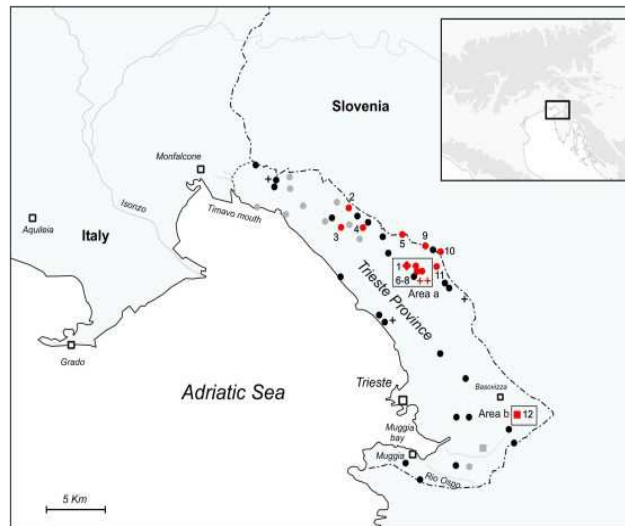 Slovenia
Monfalcone
Isonzo
Timavo mouth
2
Aquileia
3
4
5
9
10
Italy
1
11
6-8
Area a
Trieste Province
Grado
Trieste
Adriatic Sea
Basovizza
Area b
12
Muggia
bay
Muggia
Rio Ospo
5 Km